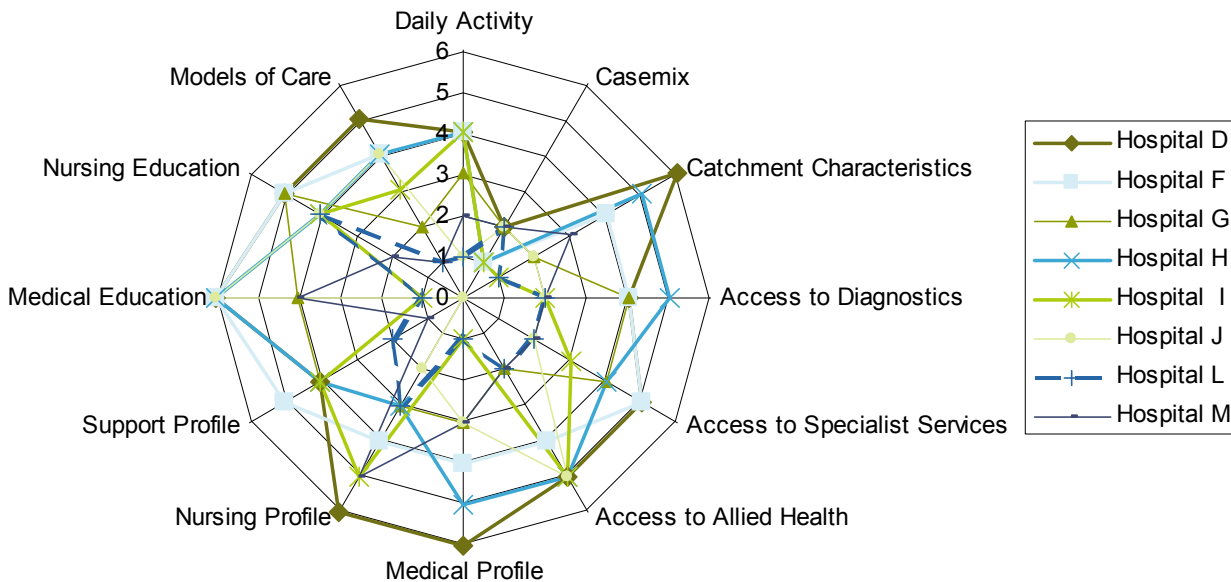 Daily Activity
Casemix
Catchment Characteristics
Access to Diagnostics
Access to Specialist Services
Access to Allied Health
Medical Profile
Nursing Profile
Support Profile
Medical Education
Nursing Education
Models of Care
6
5
4
3
2
1
0
Hospital D
Hospital F
Hospital G
Hospital H
Hospital I
Hospital J
Hospital L
Hospital M